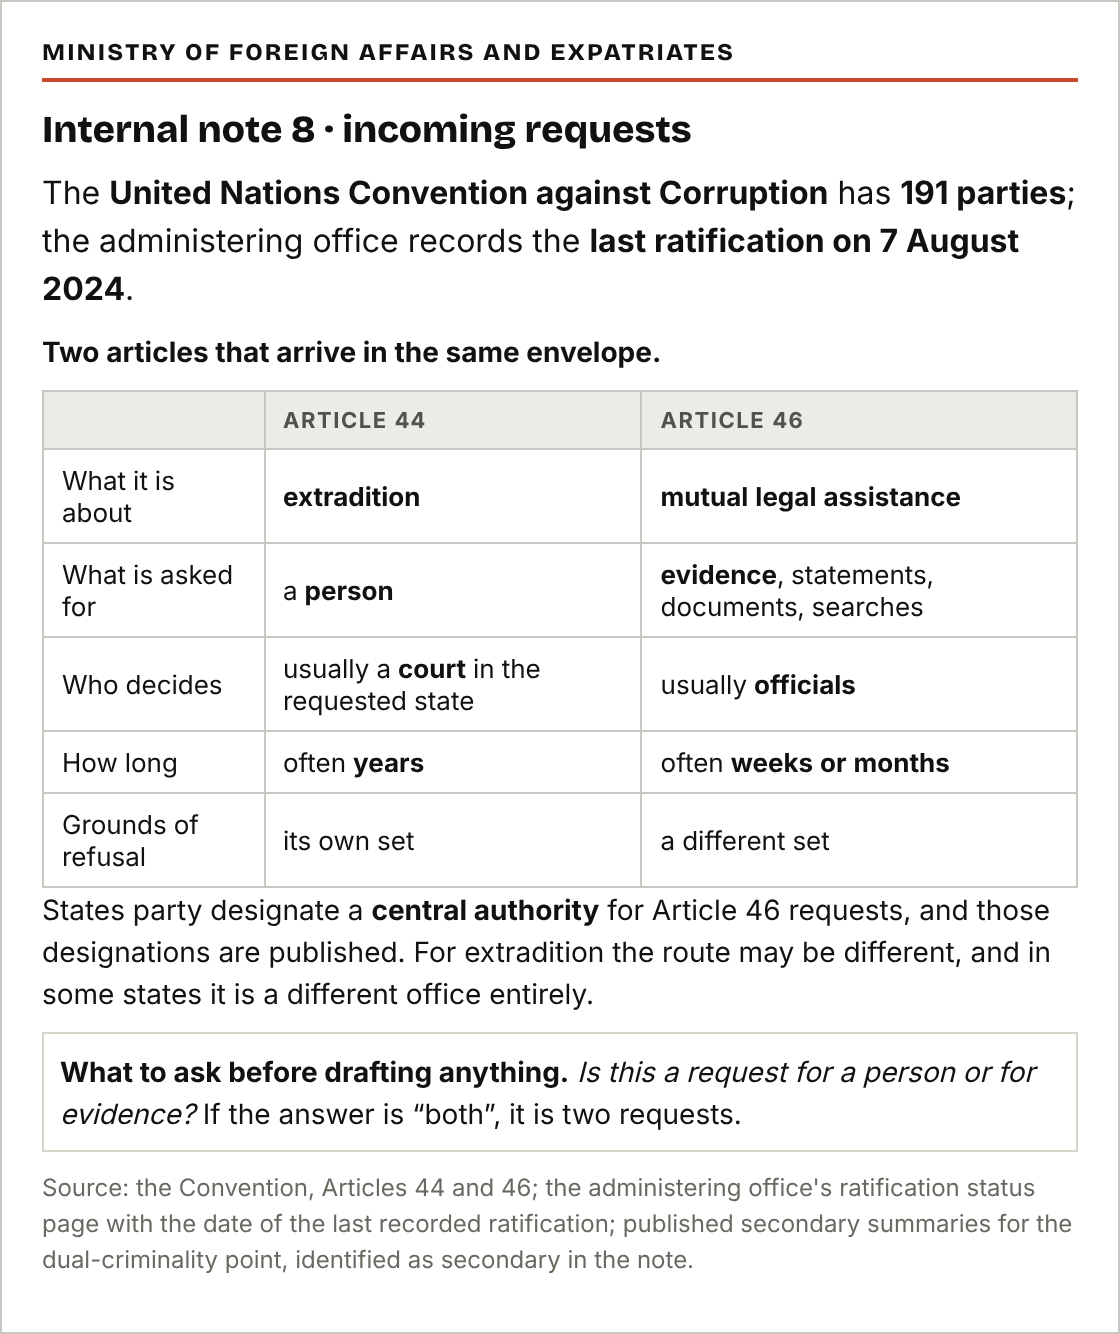 MINISTRY OF FOREIGN AFFAIRS AND EXPATRIATES
Internal note 8 · incoming requests
The United Nations Convention against Corruption has 191 parties;
the administering office records the last ratification on 7 August
2024.
Two articles that arrive in the same envelope.
ARTICLE 44
ARTICLE 46
What it is
about
extradition
mutual legal assistance
What is asked
for
a person
evidence, statements,
documents, searches
Who decides
usually a court in the
requested state
usually officials
How long
often years
often weeks or months
Grounds of
refusal
its own set
a different set
States party designate a central authority for Article 46 requests, and those
designations are published. For extradition the route may be different, and in
some states it is a different office entirely.
What to ask before drafting anything. Is this a request for a person or for
evidence? If the answer is “both”, it is two requests.
Source: the Convention, Articles 44 and 46; the administering office's ratification status
page with the date of the last recorded ratification; published secondary summaries for the
dual-criminality point, identified as secondary in the note.